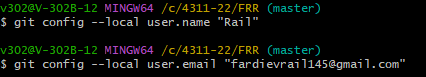 v302@V-302B-12 MINGW64 /c/4311-22/FRR (master)
$ git config --local user.name "Rail"
v302@V-302B-12 MINGW64 /c/4311-22/FRR (master)
$ git config --local user.email "fardievrail145@gmail.com"